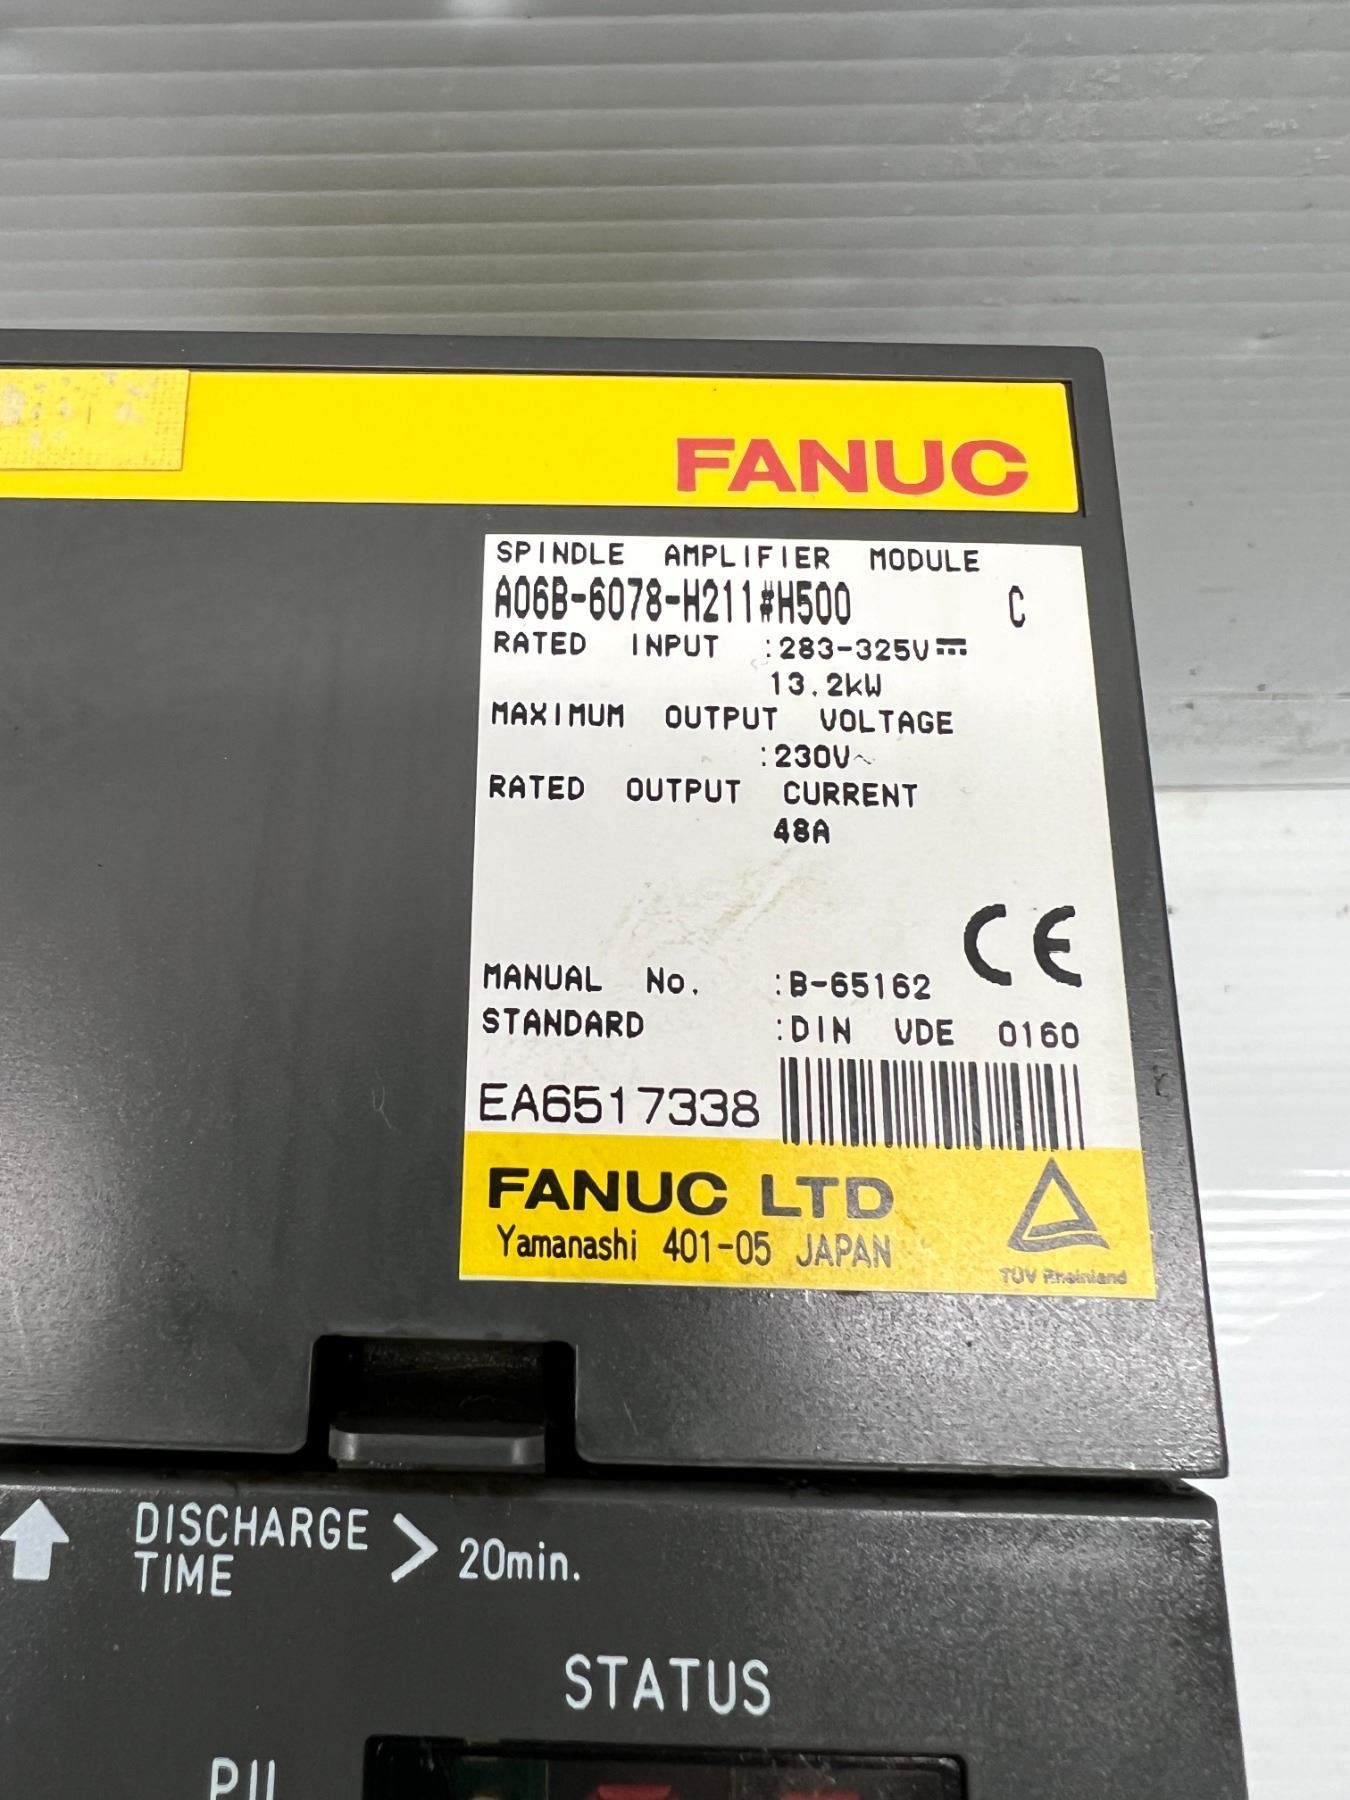 FANUC
SPINDLE AMPLIFIER MODULE
A06B-6078-H211#H500 C
RATED INPUT :283-325V⎓
13.2kW
MAXIMUM OUTPUT VOLTAGE
:230V~
RATED OUTPUT CURRENT
48A
CE
MANUAL No. :B-65162
STANDARD :DIN VDE 0160
EA6517338
FANUC LTD
Yamanashi 401-05 JAPAN
TÜV Rheinland
DISCHARGE > 20min.
TIME
STATUS